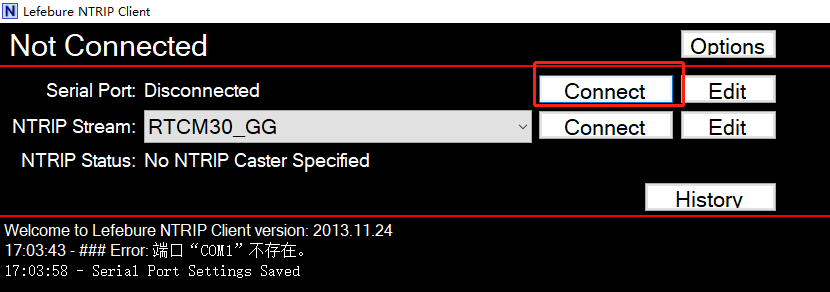 Lefebure NTRIP Client
Not Connected
Options
Serial Port: Disconnected
Connect
Edit
NTRIP Stream: RTCM30_GG
Connect
Edit
NTRIP Status: No NTRIP Caster Specified
History
Welcome to Lefebure NTRIP Client version: 2013.11.24
17:03:43 - ### Error: 端口“COM1”不存在。
17:03:58 - Serial Port Settings Saved